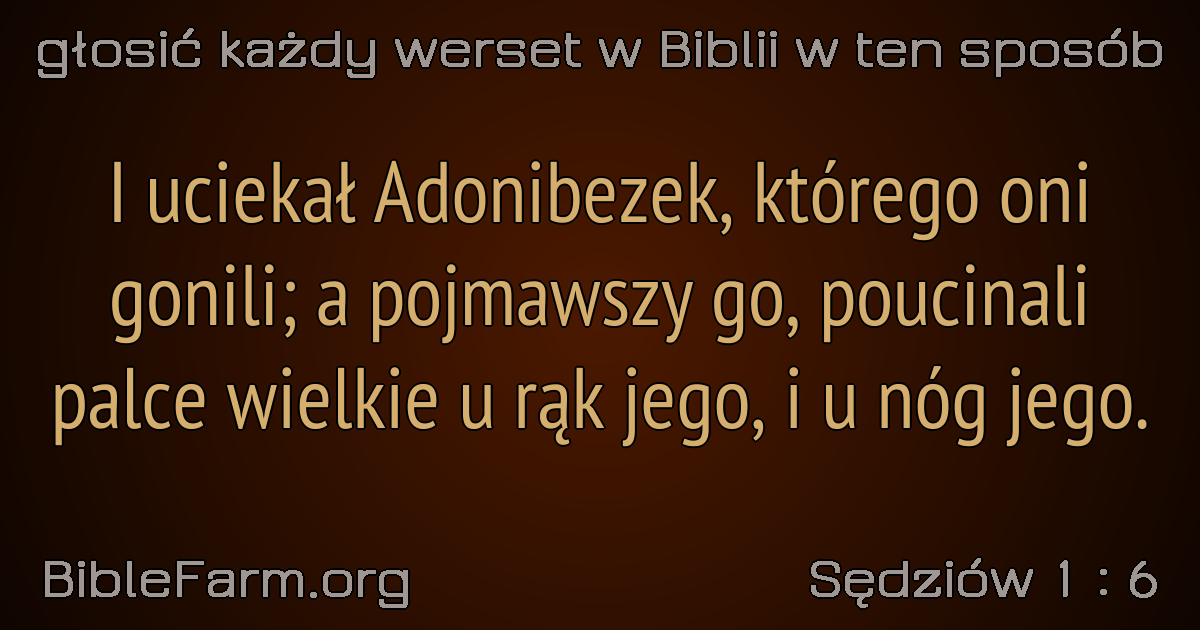 głosić każdy werset w Biblii w ten sposób
I uciekał Adonibezek, którego oni
gonili; a pojmawszy go, poucinali
palce wielkie u rąk jego, i u nóg jego.
BibleFarm.org
Sędziów 1 : 6